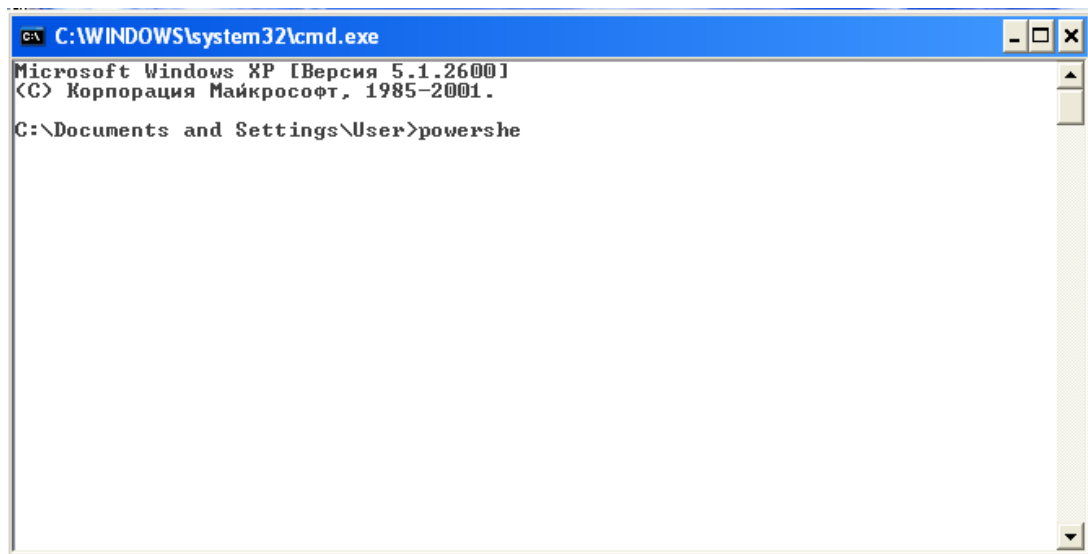 C:\WINDOWS\system32\cmd.exe
Microsoft Windows XP [Версия 5.1.2600]
(C) Корпорация Майкрософт, 1985-2001.
C:\Documents and Settings\User>powershe